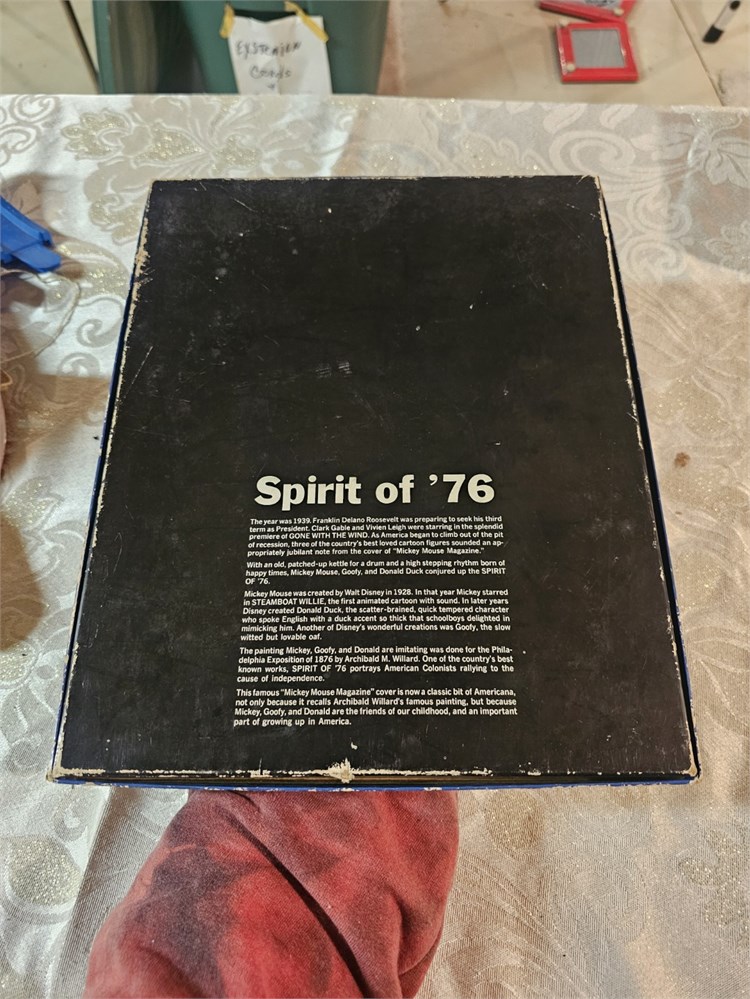 EXSTENION
Cords
Spirit of ’76
The year was 1939. Franklin Delano Roosevelt was preparing to seek his third
term as President. Clark Gable and Vivien Leigh were starring in the splendid
premiere of GONE WITH THE WIND. As America began to climb out of the pit
of recession, three of the country's best loved cartoon figures sounded an ap-
propriately jubilant note from the cover of "Mickey Mouse Magazine."
With an old, patched-up kettle for a drum and a high stepping rhythm born of
happy times, Mickey Mouse, Goofy, and Donald Duck conjured up the SPIRIT
OF '76.
Mickey Mouse was created by Walt Disney in 1928. In that year Mickey starred
in STEAMBOAT WILLIE, the first animated cartoon with sound. In later years
Disney created Donald Duck, the scatter-brained, quick tempered character
who spoke English with a duck accent so thick that schoolboys delighted in
mimicking him. Another of Disney's wonderful creations was Goofy, the slow
witted but lovable oaf.
The painting Mickey, Goofy, and Donald are imitating was done for the Phila-
delphia Exposition of 1876 by Archibald M. Willard. One of the country's best
known works, SPIRIT OF '76 portrays American Colonists rallying to the
cause of independence.
This famous "Mickey Mouse Magazine" cover is now a classic bit of Americana,
not only because it recalls Archibald Willard's famous painting, but because
Mickey, Goofy, and Donald are the friends of our childhood, and an important
part of growing up in America.